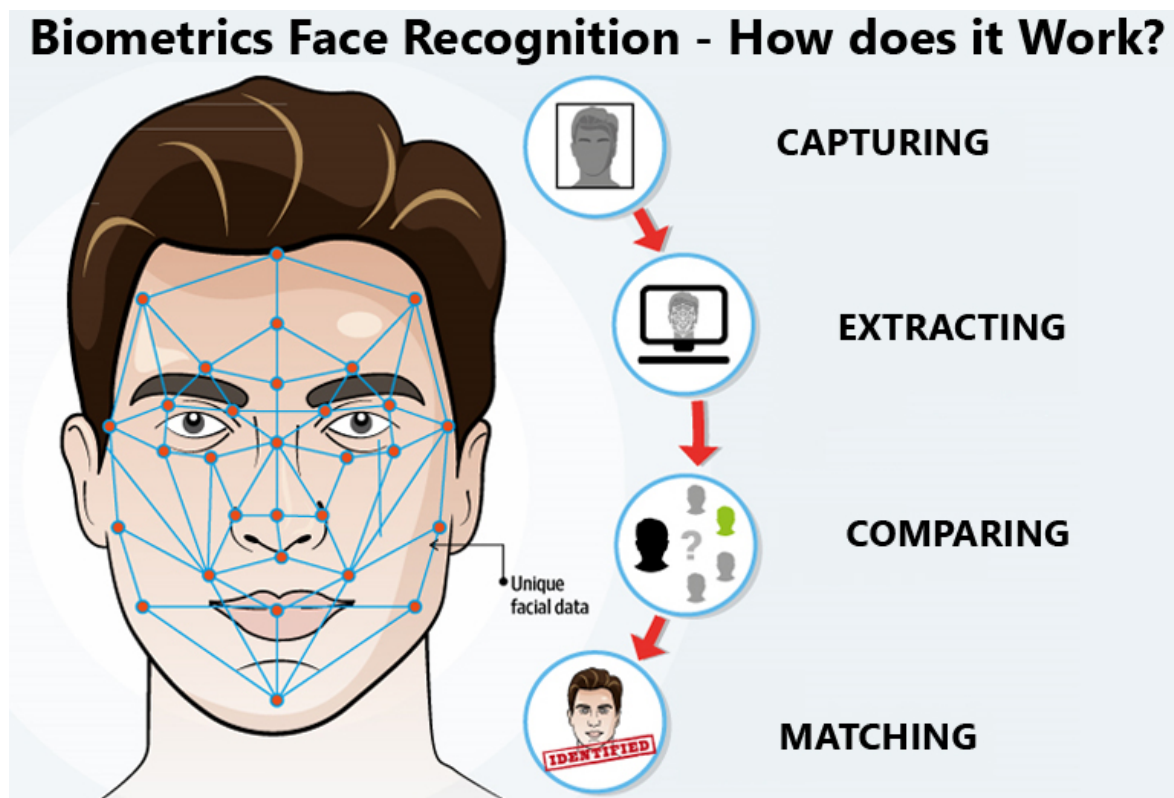 Biometrics Face Recognition - How does it Work?
CAPTURING
EXTRACTING
COMPARING
?
Unique
facial data
IDENTIFIED
MATCHING